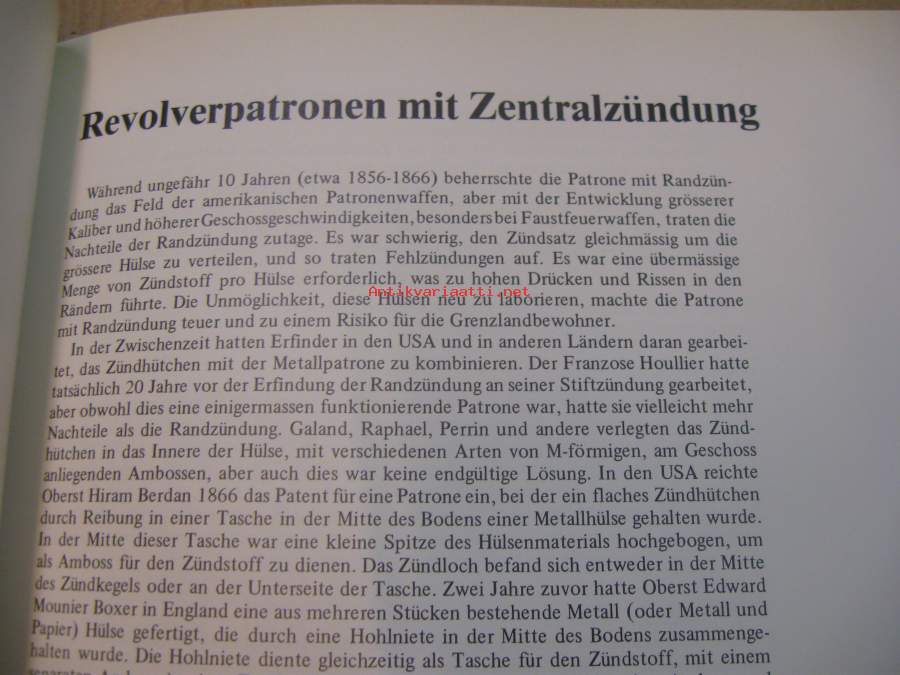 Revolverpatronen mit Zentralzündung
Während ungefähr 10 Jahren (etwa 1856-1866) beherrschte die Patrone mit Randzün-
dung das Feld der amerikanischen Patronenwaffen, aber mit der Entwicklung grösserer
Kaliber und höherer Geschossgeschwindigkeiten, besonders bei Faustfeuerwaffen, traten die
Nachteile der Randzündung zutage. Es war schwierig, den Zündsatz gleichmässig um die
grössere Hülse zu verteilen, und so traten Fehlzündungen auf. Es war eine übermässige
Menge von Zündstoff pro Hülse erforderlich, was zu hohen Drücken und Rissen in den
Antikvariaatti.net
Rändern führte. Die Unmöglichkeit, diese Hülsen neu zu laborieren, machte die Patrone
mit Randzündung teuer und zu einem Risiko für die Grenzlandbewohner.
In der Zwischenzeit hatten Erfinder in den USA und in anderen Ländern daran gearbei-
tet, das Zündhütchen mit der Metallpatrone zu kombinieren. Der Franzose Houllier hatte
tatsächlich 20 Jahre vor der Erfindung der Randzündung an seiner Stiftzündung gearbeitet,
aber obwohl dies eine einigermassen funktionierende Patrone war, hatte sie vielleicht mehr
Nachteile als die Randzündung. Galand, Raphael, Perrin und andere verlegten das Zünd-
hütchen in das Innere der Hülse, mit verschiedenen Arten von M-förmigen, am Geschoss
anliegenden Ambossen, aber auch dies war keine endgültige Lösung. In den USA reichte
Oberst Hiram Berdan 1866 das Patent für eine Patrone ein, bei der ein flaches Zündhütchen
durch Reibung in einer Tasche in der Mitte des Bodens einer Metallhülse gehalten wurde.
In der Mitte dieser Tasche war eine kleine Spitze des Hülsenmaterials hochgebogen, um
als Amboss für den Zündstoff zu dienen. Das Zündloch befand sich entweder in der Mitte
des Zündkegels oder an der Unterseite der Tasche. Zwei Jahre zuvor hatte Oberst Edward
Mounier Boxer in England eine aus mehreren Stücken bestehende Metall (oder Metall und
Papier) Hülse gefertigt, die durch eine Hohlniete in der Mitte des Bodens zusammenge-
halten wurde. Die Hohlniete diente gleichzeitig als Tasche für den Zündstoff, mit einem